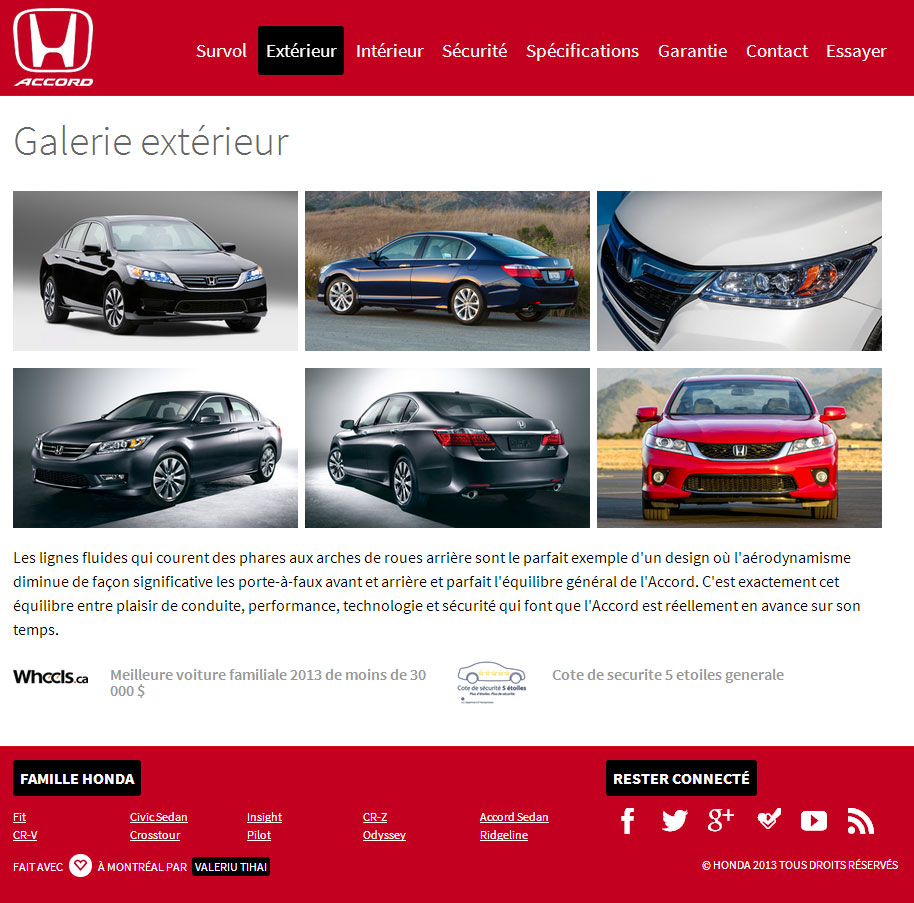 ACCORD
Survol Extérieur Intérieur Sécurité Spécifications Garantie Contact Essayer
Galerie extérieur
Les lignes fluides qui courent des phares aux arches de roues arrière sont le parfait exemple d'un design où l'aérodynamisme
diminue de façon significative les porte-à-faux avant et arrière et parfait l'équilibre général de l'Accord. C'est exactement cet
équilibre entre plaisir de conduite, performance, technologie et sécurité qui font que l'Accord est réellement en avance sur son
temps.
Wheels.ca
Meilleure voiture familiale 2013 de moins de 30
000 $
Cote de sécurité 5 étoiles
Plus d'étoiles. Plus de sécurité.
Cote de securite 5 etoiles generale
FAMILLE HONDA
Fit Civic Sedan Insight CR-Z Accord Sedan
CR-V Crosstour Pilot Odyssey Ridgeline
FAIT AVEC À MONTRÉAL PAR VALERIU TIHAI
RESTER CONNECTÉ
© HONDA 2013 TOUS DROITS RÉSERVÉS